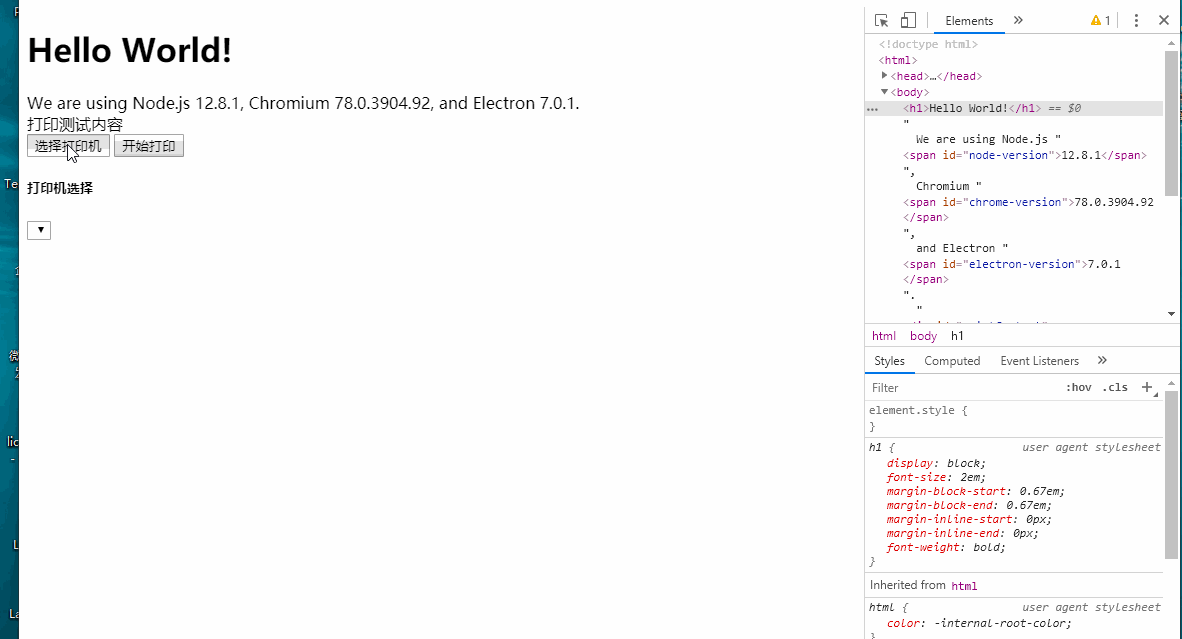 Hello World!
We are using Node.js 12.8.1, Chromium 78.0.3904.92, and Electron 7.0.1.
打印测试内容
选择打印机 开始打印
打印机选择
Elements » 1
<!doctype html>
<html>
<head>…</head>
<body>
<h1>Hello World!</h1> == $0
"
We are using Node.js "
<span id="node-version">12.8.1</span>
",
Chromium "
<span id="chrome-version">78.0.3904.92
</span>
",
and Electron "
<span id="electron-version">7.0.1
</span>
".
"
html body h1
Styles Computed Event Listeners »
Filter :hov .cls +
element.style {
}
h1 { user agent stylesheet
display: block;
font-size: 2em;
margin-block-start: 0.67em;
margin-block-end: 0.67em;
margin-inline-start: 0px;
margin-inline-end: 0px;
font-weight: bold;
}
Inherited from html
html { user agent stylesheet
color: -internal-root-color;
}
Te
lic
L
La